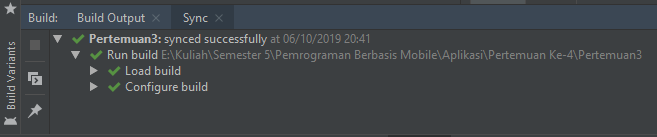 Build: Build Output × Sync ×
Pertemuan3: synced successfully at 06/10/2019 20:41
Run build E:\Kuliah\Semester 5\Pemrograman Berbasis Mobile\Aplikasi\Pertemuan Ke-4\Pertemuan3
Load build
Configure build
Build Variants